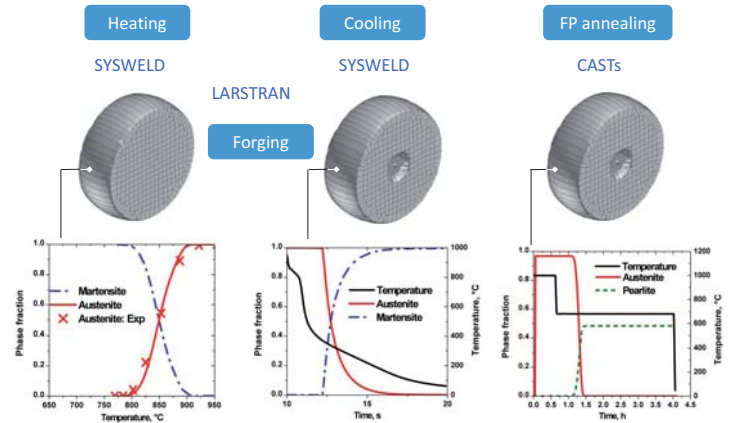 Heating
Cooling
FP annealing
SYSWELD
SYSWELD
CASTs
LARSTRAN
Forging
1.0
0.8
0.6
0.4
0.2
0.0
Phase fraction
Martensite
Austenite
Austenite: Exp
650 700 750 800 850 900 950
Temperature, °C
1.0
0.8
0.6
0.4
0.2
0.0
Phase fraction
Temperature
Austenite
Martensite
1000
800
600
400
200
0
Temperature, °C
10 12 14 16 18 20
Time, s
1.0
0.8
0.6
0.4
0.2
0.0
Phase fraction
Temperature
Austenite
Pearlite
1200
1000
800
600
400
200
0
Temperature, °C
0.0 0.5 1.0 1.5 2.0 2.5 3.0 3.5 4.0 4.5
Time, h